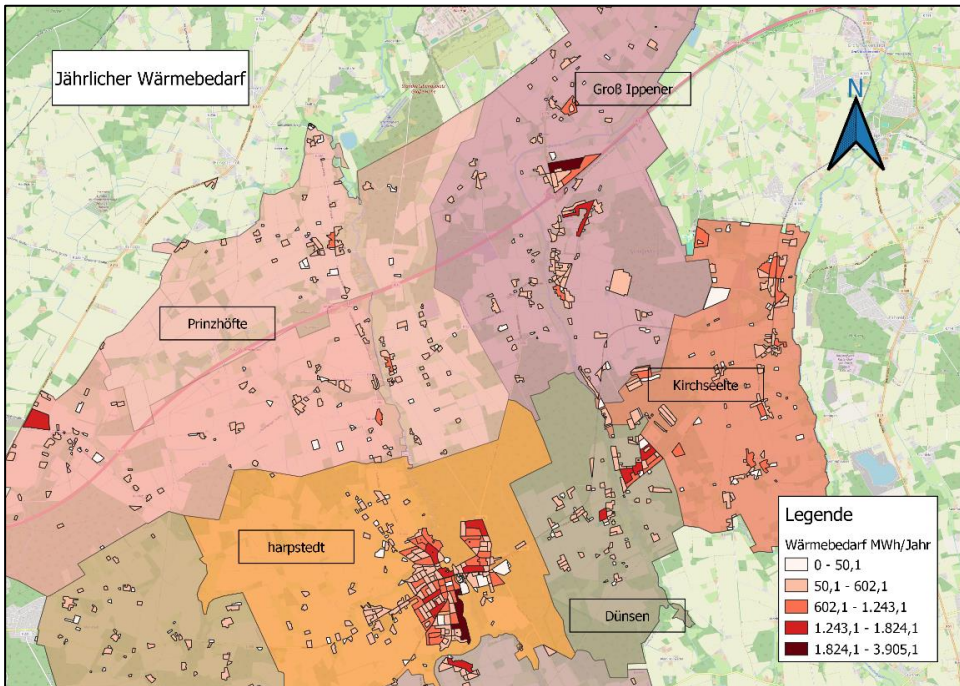 Jährlicher Wärmebedarf
Groß Ippener
N
Prinzhöfte
Kirchseelte
harpstedt
Dünsen
Legende
Wärmebedarf MWh/Jahr
0 - 50,1
50,1 - 602,1
602,1 - 1.243,1
1.243,1 - 1.824,1
1.824,1 - 3.905,1